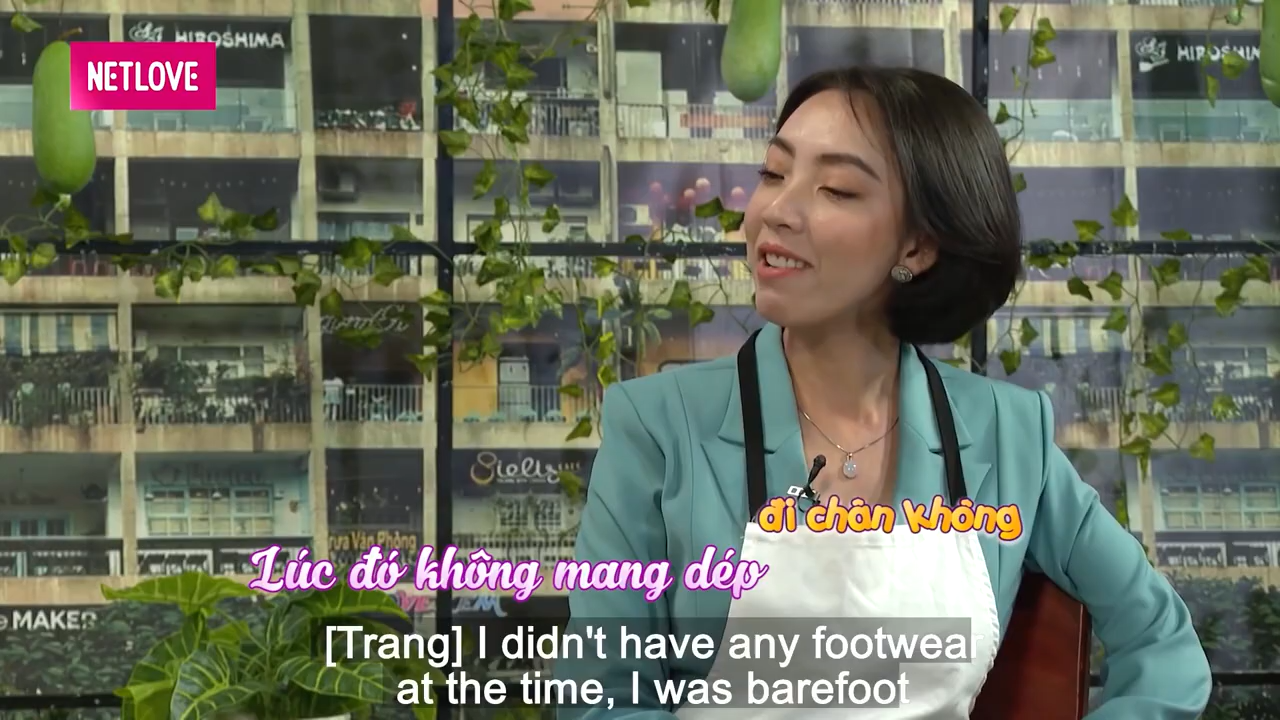 HIROSHIMA
NETLOVE
HIROSHIM
đi chân không
Lúc đó không mang dép
MAKER
[Trang] I didn't have any footwear
at the time, I was barefoot